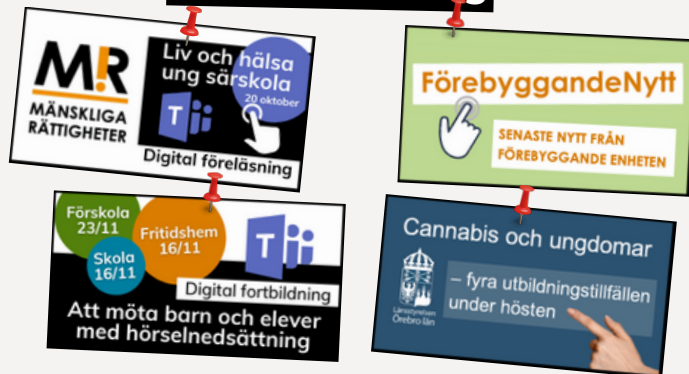 MR
MÄNSKLIGA
RÄTTIGHETER
Liv och hälsa
ung särskola
20 oktober
Digital föreläsning
FörebyggandeNytt
SENASTE NYTT FRÅN
FÖREBYGGANDE ENHETEN
Förskola
23/11
Skola
16/11
Fritidshem
16/11
Digital fortbildning
Att möta barn och elever
med hörselnedsättning
Cannabis och ungdomar
– fyra utbildningstillfällen
under hösten
Länsstyrelsen
Örebro län